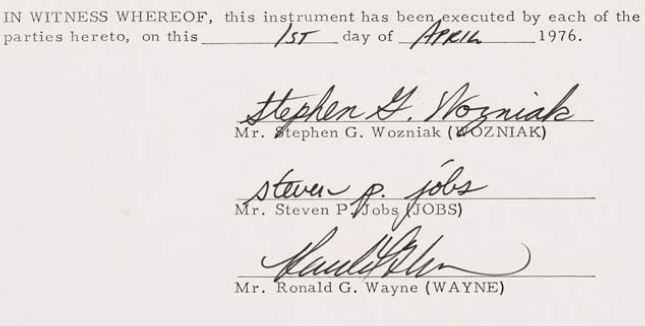 IN WITNESS WHEREOF, this instrument has been executed by each of the
parties hereto, on this 1ST day of APRIL 1976.
Stephen G. Wozniak
Mr. Stephen G. Wozniak (WOZNIAK)
steven p. jobs
Mr. Steven P. Jobs (JOBS)
Mr. Ronald G. Wayne (WAYNE)